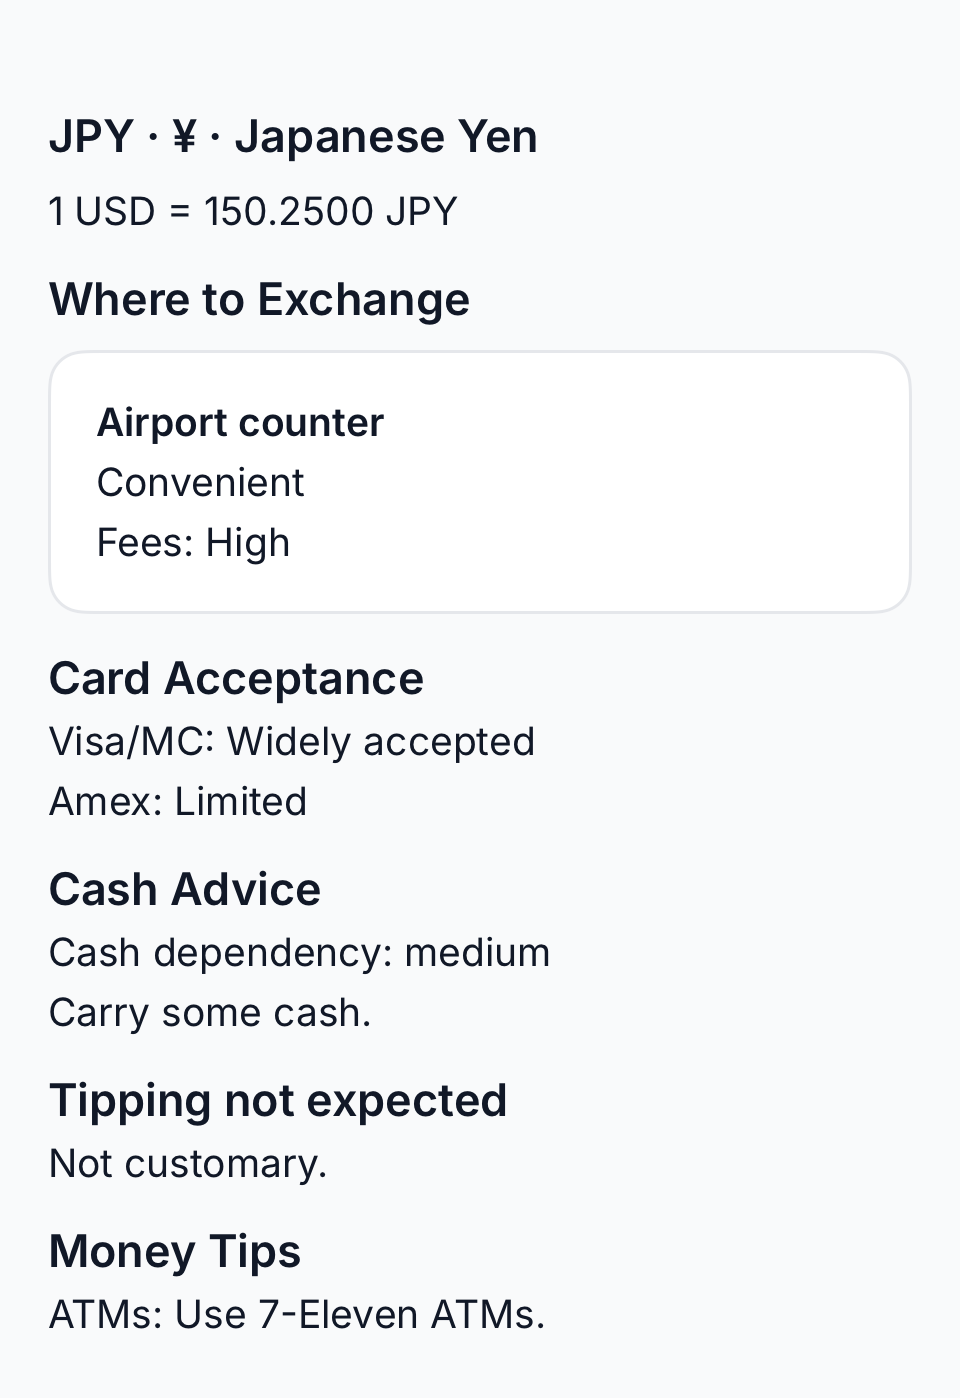 JPY · ¥ · Japanese Yen
1 USD = 150.2500 JPY
Where to Exchange
Airport counter
Convenient
Fees: High
Card Acceptance
Visa/MC: Widely accepted
Amex: Limited
Cash Advice
Cash dependency: medium
Carry some cash.
Tipping not expected
Not customary.
Money Tips
ATMs: Use 7-Eleven ATMs.